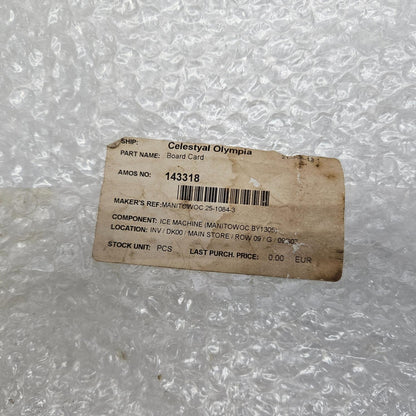 SHIP: Celestyal Olympia
PART NAME: Board Card
AMOS NO: 143318
MAKER'S REF: MANITOWOC 25-1084-3
COMPONENT: ICE MACHINE (MANITOWOC BY1305)
LOCATION: INV / DK00 / MAIN STORE / ROW 09 / G /
STOCK UNIT: PCS LAST PURCH. PRICE: 0.00 EUR